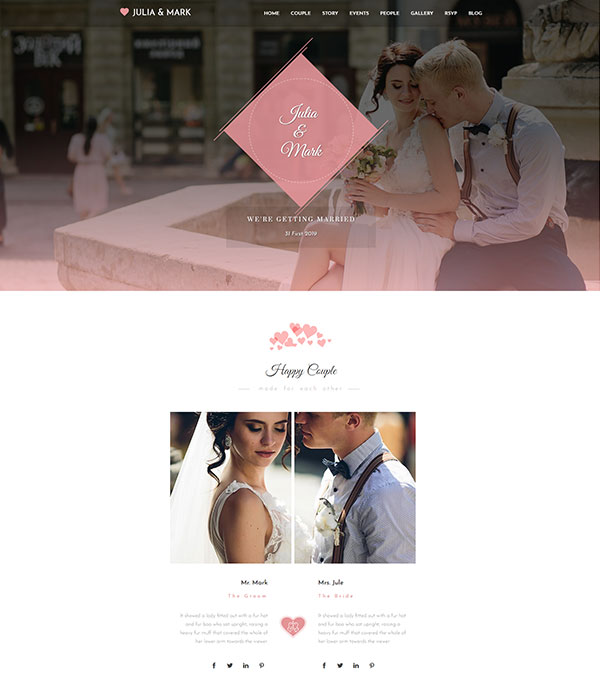 JULIA & MARK
HOME COUPLE STORY EVENTS PEOPLE GALLERY RSVP BLOG
Julia
&
Mark
WE'RE GETTING MARRIED
31 First 2019
Happy Couple
made for each other
Mr. Mark
The Groom
It showed a lady fitted out with a fur hat
and fur boa who sat upright, raising a
heavy fur muff that covered the whole of
her lower arm towards the viewer.
Mrs. Jule
The Bride
It showed a lady fitted out with a fur hat
and fur boa who sat upright, raising a
heavy fur muff that covered the whole of
her lower arm towards the viewer.